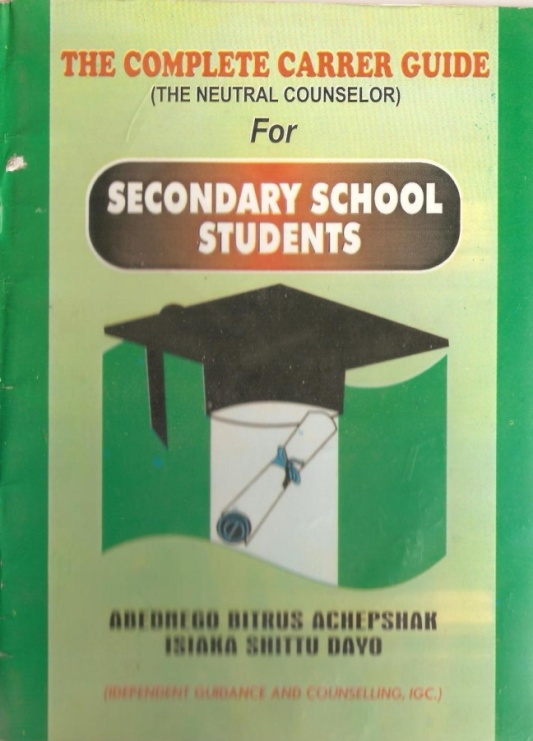 THE COMPLETE CARRER GUIDE
(THE NEUTRAL COUNSELOR)
For
SECONDARY SCHOOL
STUDENTS
ABEDNEGO BITRUS ACHEPSHAK
ISIAKA SHITTU DAYO
(IDEPENDENT GUIDANCE AND COUNSELLING, IGC.)